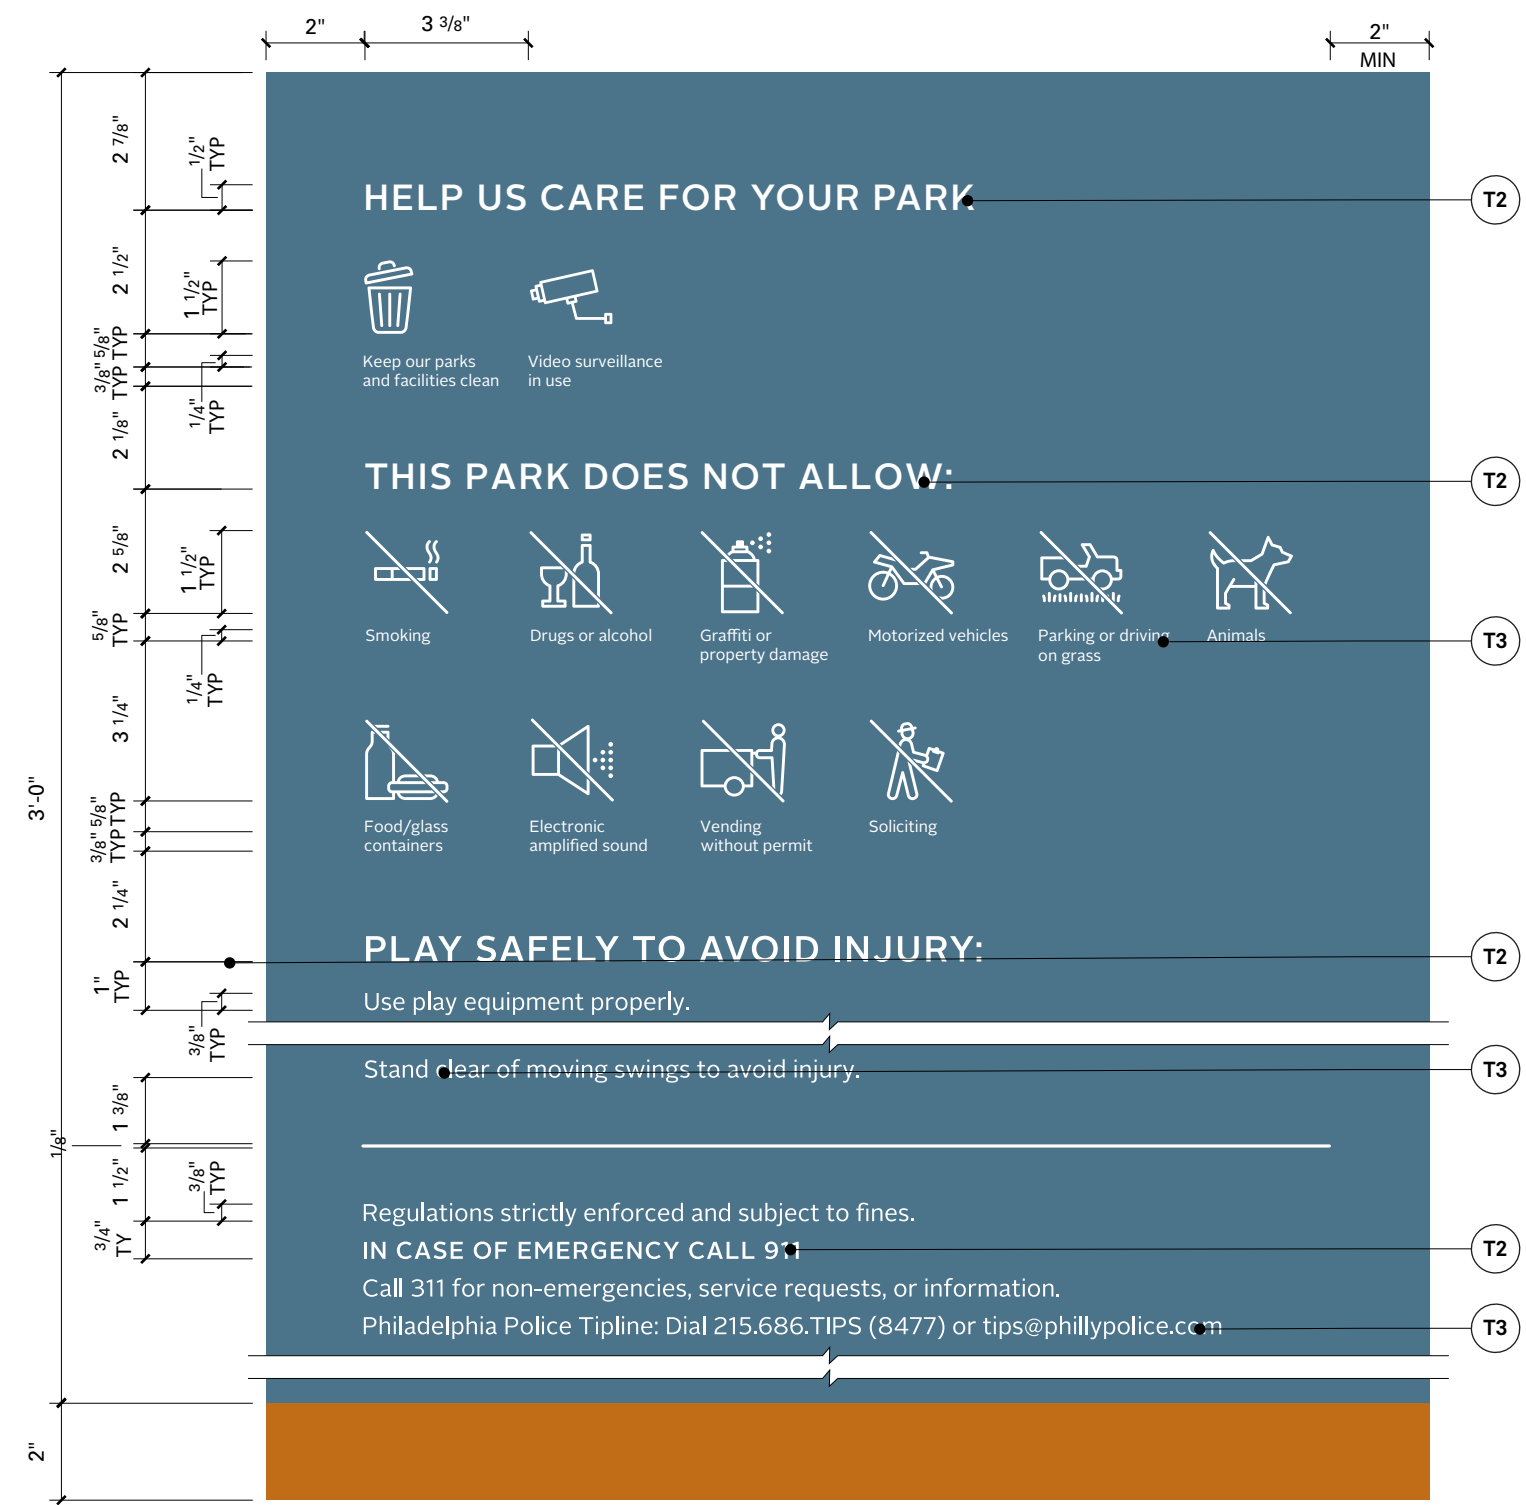 2"
3 3/8"
2"
MIN
2 7/8"
1/2"
TYP
HELP US CARE FOR YOUR PARK
T2
2 1/2"
1 1/2"
TYP
5/8"
TYP
3/8"
TYP
1/4"
TYP
Keep our parks
and facilities clean
Video surveillance
in use
2 1/8"
THIS PARK DOES NOT ALLOW:
T2
2 5/8"
1 1/2"
TYP
5/8"
TYP
1/4"
TYP
Smoking
Drugs or alcohol
Graffiti or
property damage
Motorized vehicles
Parking or driving
on grass
Animals
T3
3 1/4"
3'-0"
5/8"
TYP
3/8"
TYP
Food/glass
containers
Electronic
amplified sound
Vending
without permit
Soliciting
2 1/4"
PLAY SAFELY TO AVOID INJURY:
T2
1"
TYP
3/8"
TYP
Use play equipment properly.
Stand clear of moving swings to avoid injury.
T3
1 3/8"
1/8"
1 1/2"
3/8"
TYP
3/4"
TY
Regulations strictly enforced and subject to fines.
IN CASE OF EMERGENCY CALL 911
T2
Call 311 for non-emergencies, service requests, or information.
Philadelphia Police Tipline: Dial 215.686.TIPS (8477) or tips@phillypolice.com
T3
2"